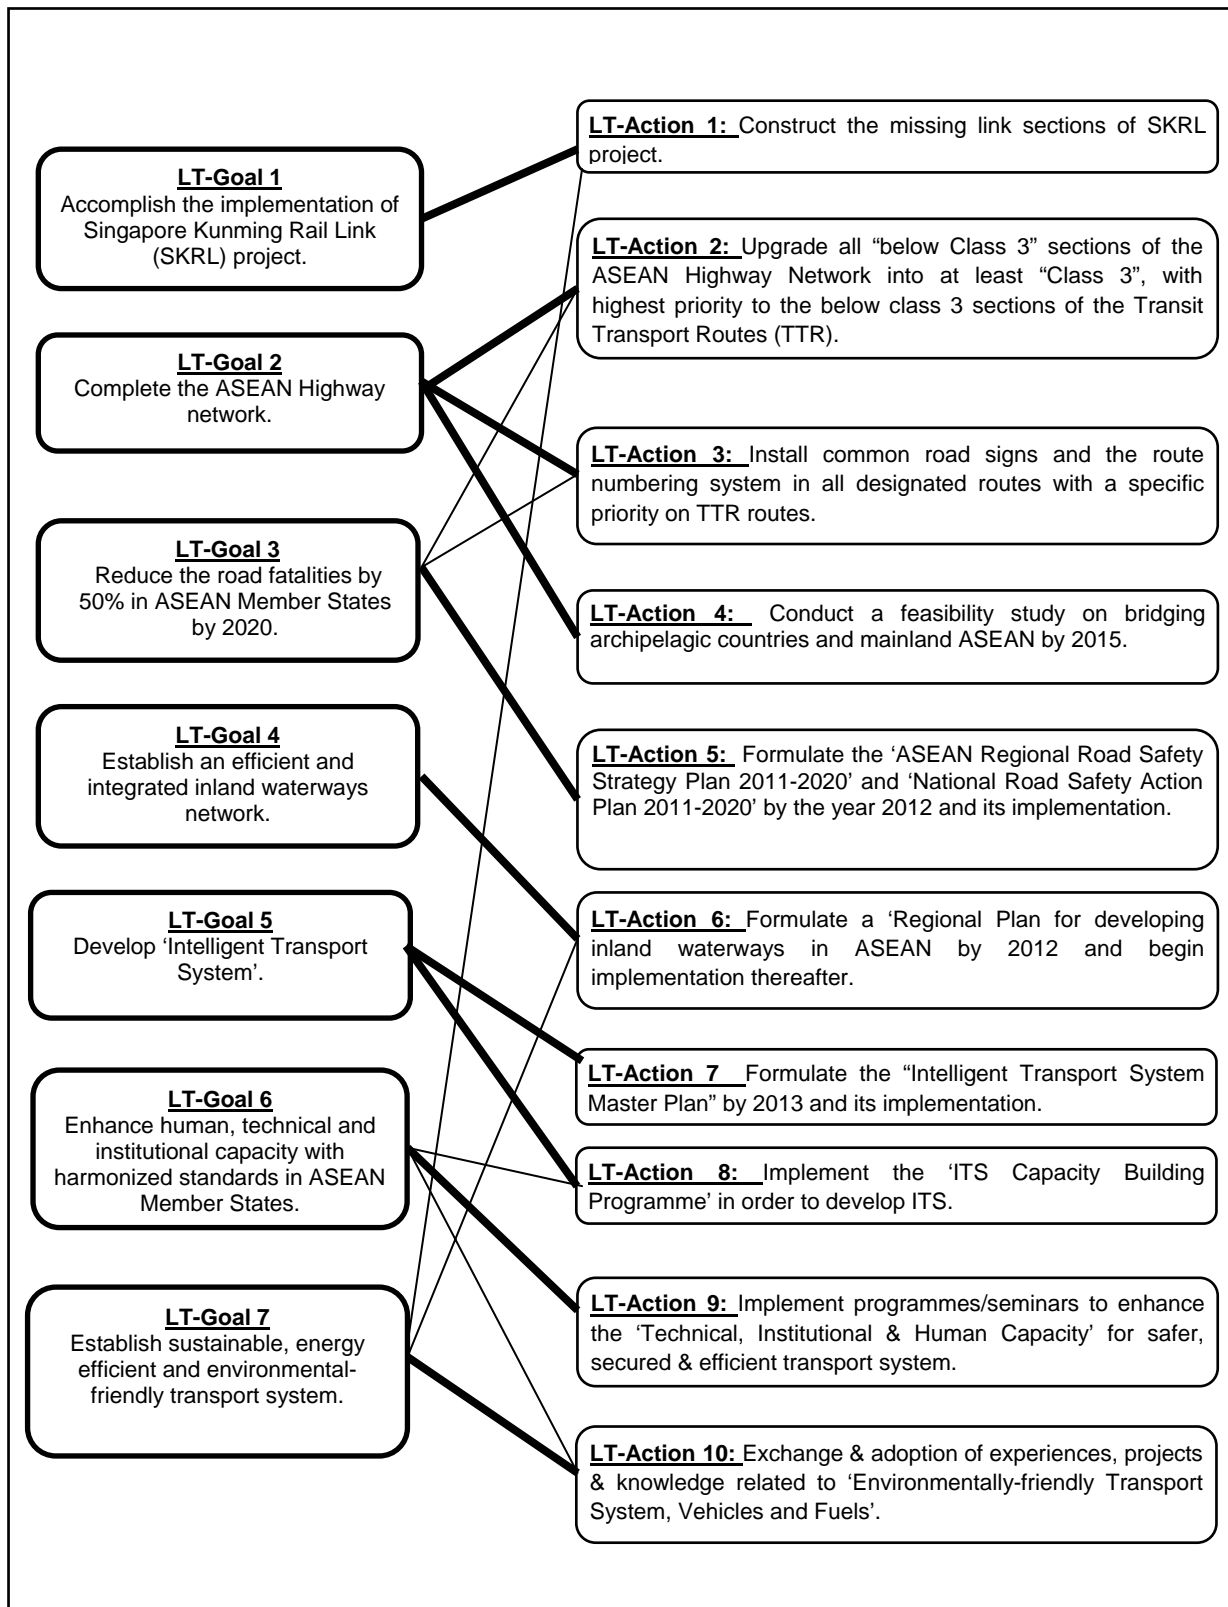 LT-Goal 1
Accomplish the implementation of
Singapore Kunming Rail Link
(SKRL) project.
LT-Goal 2
Complete the ASEAN Highway
network.
LT-Goal 3
Reduce the road fatalities by
50% in ASEAN Member States
by 2020.
LT-Goal 4
Establish an efficient and
integrated inland waterways
network.
LT-Goal 5
Develop ‘Intelligent Transport
System’.
LT-Goal 6
Enhance human, technical and
institutional capacity with
harmonized standards in ASEAN
Member States.
LT-Goal 7
Establish sustainable, energy
efficient and environmental-
friendly transport system.
LT-Action 1: Construct the missing link sections of SKRL
project.
LT-Action 2: Upgrade all “below Class 3” sections of the
ASEAN Highway Network into at least “Class 3”, with
highest priority to the below class 3 sections of the Transit
Transport Routes (TTR).
LT-Action 3: Install common road signs and the route
numbering system in all designated routes with a specific
priority on TTR routes.
LT-Action 4: Conduct a feasibility study on bridging
archipelagic countries and mainland ASEAN by 2015.
LT-Action 5: Formulate the ‘ASEAN Regional Road Safety
Strategy Plan 2011-2020’ and ‘National Road Safety Action
Plan 2011-2020’ by the year 2012 and its implementation.
LT-Action 6: Formulate a ‘Regional Plan for developing
inland waterways in ASEAN by 2012 and begin
implementation thereafter.
LT-Action 7 Formulate the “Intelligent Transport System
Master Plan” by 2013 and its implementation.
LT-Action 8: Implement the ‘ITS Capacity Building
Programme’ in order to develop ITS.
LT-Action 9: Implement programmes/seminars to enhance
the ‘Technical, Institutional & Human Capacity’ for safer,
secured & efficient transport system.
LT-Action 10: Exchange & adoption of experiences, projects
& knowledge related to ‘Environmentally-friendly Transport
System, Vehicles and Fuels’.